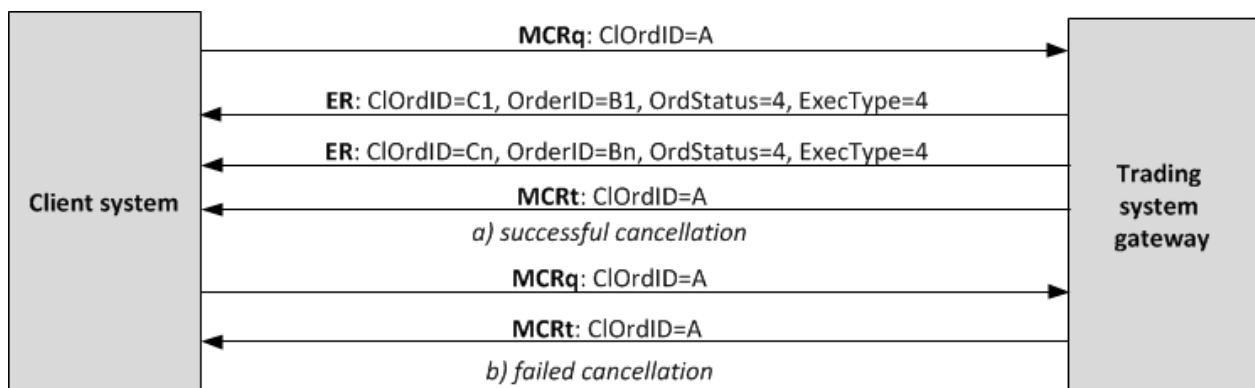 MCRq: ClOrdID=A
ER: ClOrdID=C1, OrderID=B1, OrdStatus=4, ExecType=4
ER: ClOrdID=Cn, OrderID=Bn, OrdStatus=4, ExecType=4
Client system
MCRt: ClOrdID=A
a) successful cancellation
Trading
system
gateway
MCRq: ClOrdID=A
MCRt: ClOrdID=A
b) failed cancellation